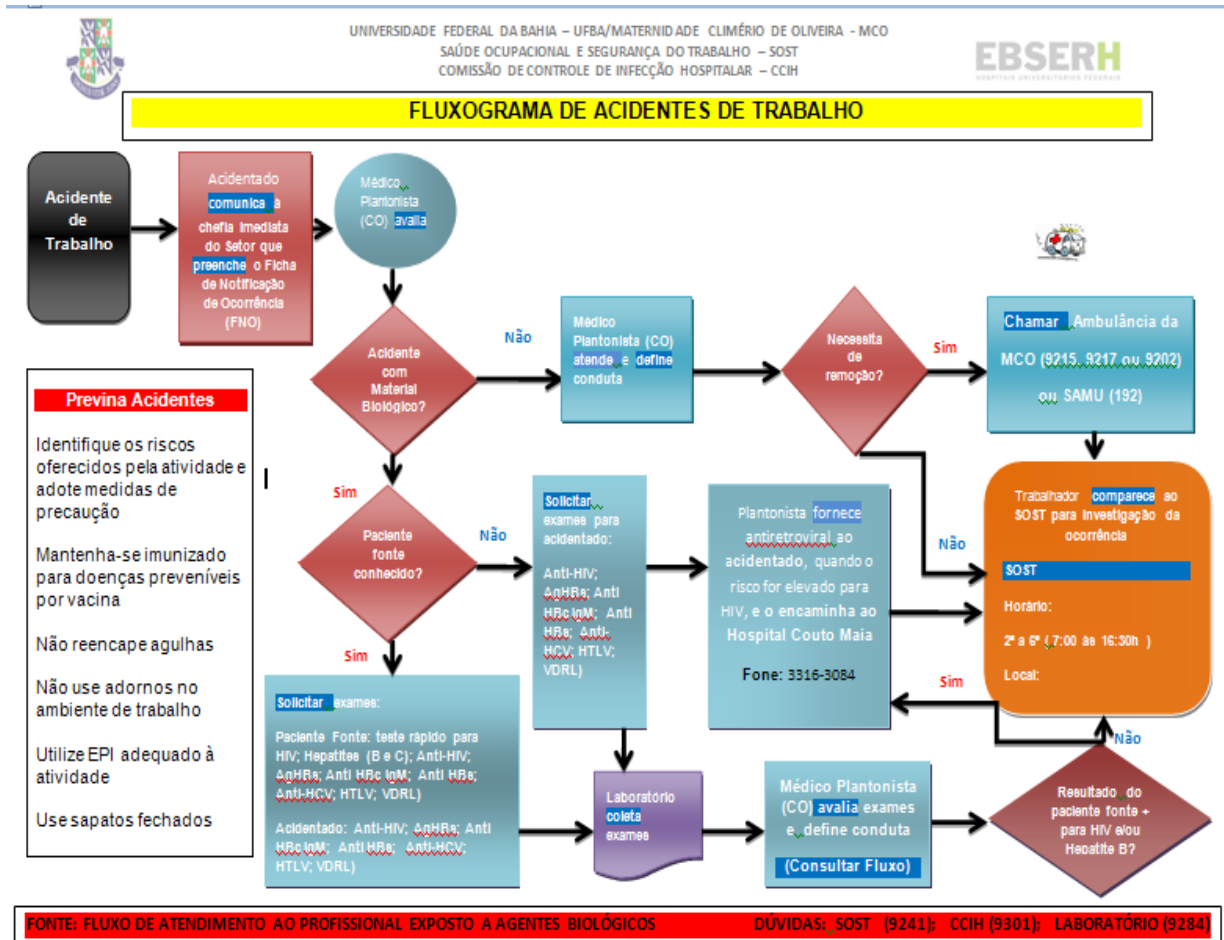 UNIVERSIDADE FEDERAL DA BAHIA – UFBA/MATERNIDADE CLIMÉRIO DE OLIVEIRA - MCO
SAÚDE OCUPACIONAL E SEGURANÇA DO TRABALHO – SOST
COMISSÃO DE CONTROLE DE INFECÇÃO HOSPITALAR – CCIH
EBSERH
HOSPITAIS UNIVERSITÁRIOS FEDERAIS
FLUXOGRAMA DE ACIDENTES DE TRABALHO
Acidente
de
Trabalho
Acidentado
comunica à
chefia imediata
do Setor que
preenche o Ficha
de Notificação
de Ocorrência
(FNO)
Médico
Plantonista
(CO) avalia
Acidente
com
Material
Biológico?
Não
Médico
Plantonista (CO)
atende e define
conduta
Necessita
de
remoção?
Sim
Chamar Ambulância da
MCO (9215, 9217 ou 9202)
ou SAMU (192)
Previna Acidentes
Identifique os riscos
oferecidos pela atividade e
adote medidas de
precaução
Mantenha-se imunizado
para doenças preveníveis
por vacina
Não reencape agulhas
Não use adornos no
ambiente de trabalho
Utilize EPI adequado à
atividade
Use sapatos fechados
Sim
Paciente
fonte
conhecido?
Não
Solicitar
exames para
acidentado:
Anti-HIV;
AgHBs; Anti
HBc IgM; Anti
HBs; Anti-
HCV; HTLV;
VDRL)
Plantonista fornece
antiretroviral ao
acidentado, quando o
risco for elevado para
HIV, e o encaminha ao
Hospital Couto Maia
Fone: 3316-3084
Não
Trabalhador comparece ao
SOST para investigação da
ocorrência
SOST
Horário:
2ª a 6ª ( 7:00 às 16:30h )
Local:
Sim
Sim
Não
Solicitar exames:
Paciente Fonte: teste rápido para
HIV; Hepatites (B e C); Anti-HIV;
AgHBs; Anti HBc IgM; Anti HBs;
Anti-HCV; HTLV; VDRL)
Acidentado: Anti-HIV; AgHBs; Anti
HBc IgM; Anti HBs; Anti-HCV;
HTLV; VDRL)
Laboratório
coleta
exames
Médico Plantonista
(CO) avalia exames
e define conduta
(Consultar Fluxo)
Resultado do
paciente fonte +
para HIV e/ou
Hepatite B?
FONTE: FLUXO DE ATENDIMENTO AO PROFISSIONAL EXPOSTO A AGENTES BIOLÓGICOS DÚVIDAS: SOST (9241); CCIH (9301); LABORATÓRIO (9284)